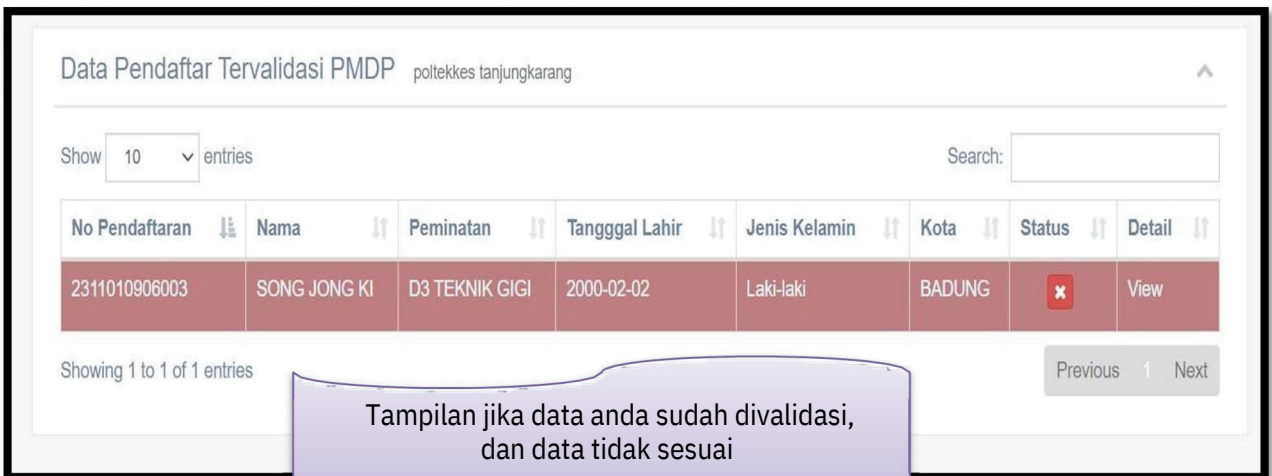 Data Pendaftar Tervalidasi PMDP poltekkes tanjungkarang
Show 10 entries Search:
No Pendaftaran Nama Peminatan Tangggal Lahir Jenis Kelamin Kota Status Detail
2311010906003 SONG JONG KI D3 TEKNIK GIGI 2000-02-02 Laki-laki BADUNG View
Showing 1 to 1 of 1 entries Previous 1 Next
Tampilan jika data anda sudah divalidasi,
dan data tidak sesuai